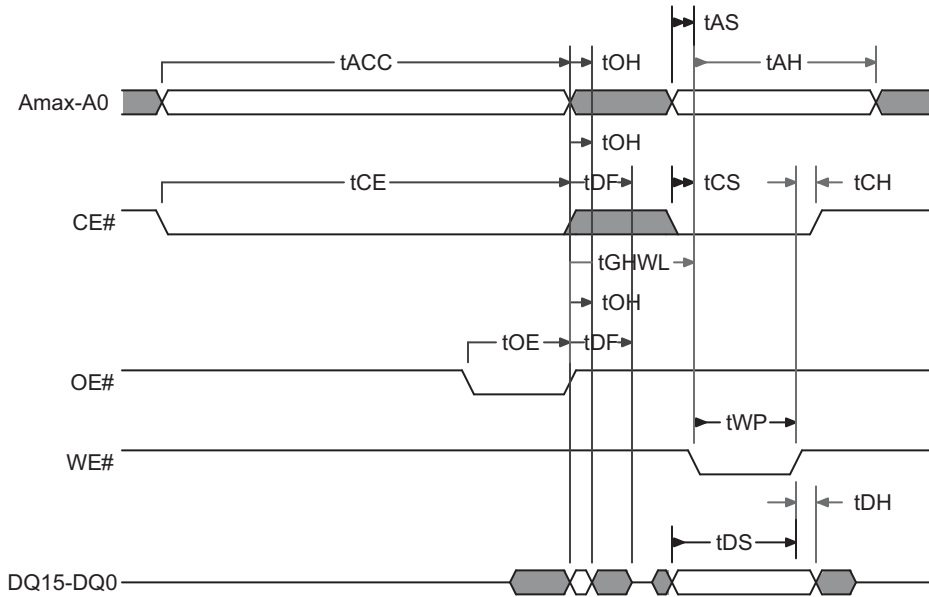 tAS
tACC
tOH
tAH
Amax-A0
tOH
tCE
tDF
tCS
tCH
CE#
tGHWL
tOH
tOE
tDF
OE#
tWP
WE#
tDH
tDS
DQ15-DQ0